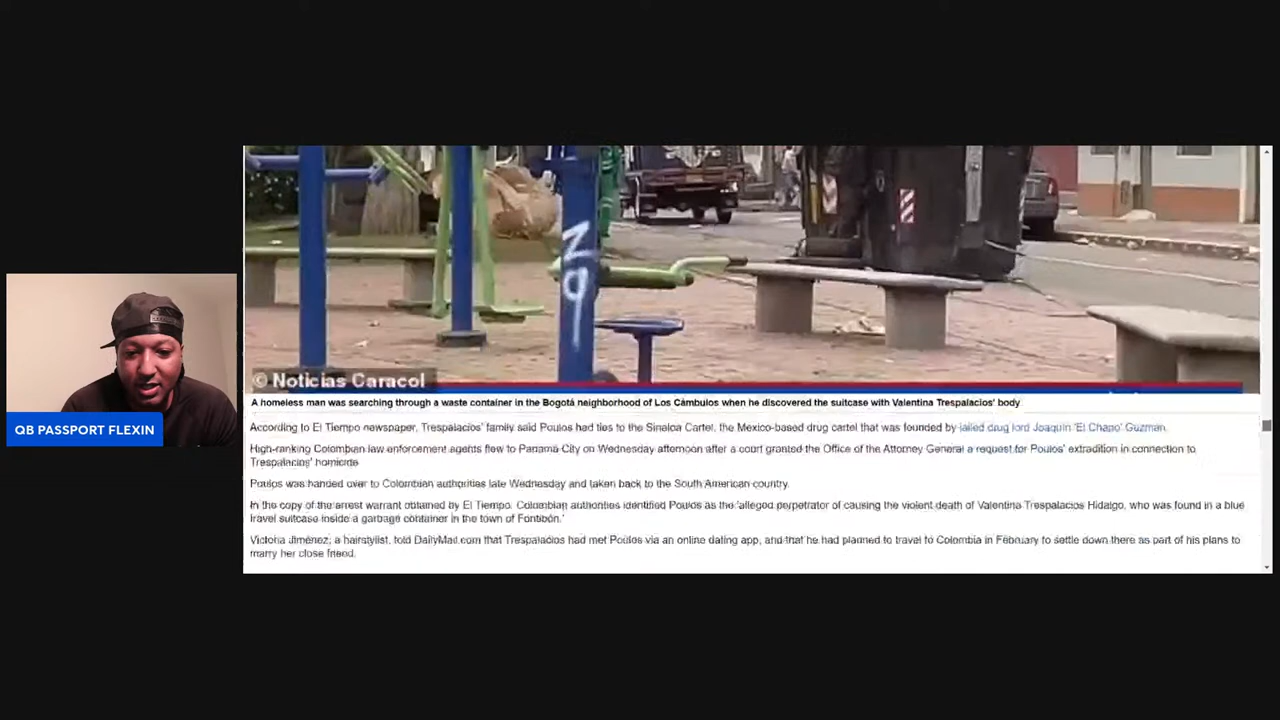 Z9
© Noticias Caracol
A homeless man was searching through a waste container in the Bogotá neighborhood of Los Cámbulos when he discovered the suitcase with Valentina Trespalacios' body
According to El Tiempo newspaper, Trespalacios' family said Poulos had ties to the Sinaloa Cartel, the Mexico-based drug cartel that was founded by jailed drug lord Joaquín 'El Chapo' Guzmán.
High-ranking Colombian law enforcement agents flew to Panamá City on Wednesday afternoon after a court granted the Office of the Attorney General a request for Poulos' extradition in connection to
Trespalacios' homicide
Poulos was handed over to Colombian authorities late Wednesday and taken back to the South American country.
QB PASSPORT FLEXIN
In the copy of the arrest warrant obtained by El Tiempo, Colombian authorities identified Poulos as the 'alleged perpetrator of causing the violent death of Valentina Trespalacios Hidalgo, who was found in a blue
travel suitcase inside a garbage container in the town of Fontibón.'
Victoria Jiménez, a hairstylist, told DailyMail.com that Trespalacios had met Poulos via an online dating app, and that he had planned to travel to Colombia in February to settle down there as part of his plans to
marry her close friend.